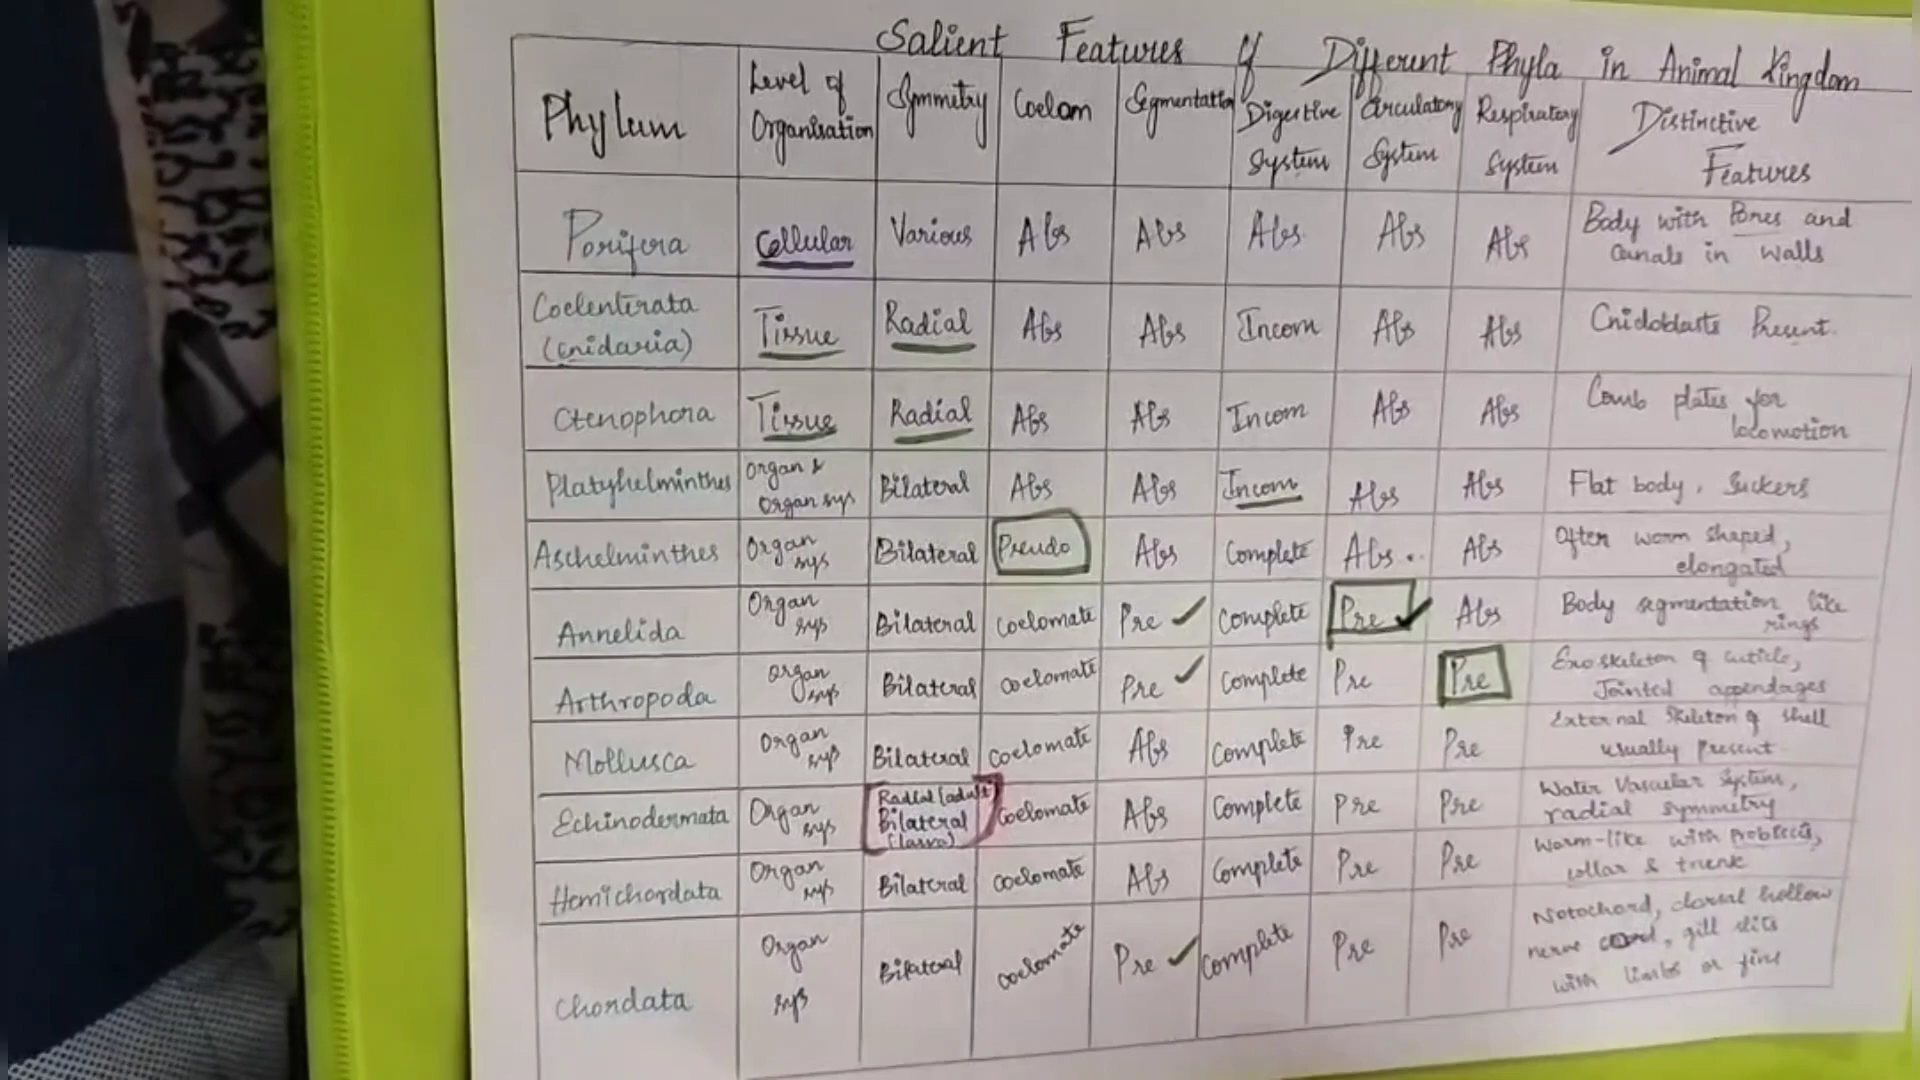 Salient Features of Different Phyla in Animal Kingdom
Phylum
Level of
Organisation
Symmetry
Coelom
Segmentation
Digestive
System
Circulatory
System
Respiratory
System
Distinctive
Features
Porifera
Cellular
Various
Abs
Abs
Abs.
Abs
Abs
Body with Pores and
canals in walls
Coelenterata
(cnidaria)
Tissue
Radial
Abs
Abs
Incom
Abs
Abs
Cnidoblasts Present.
Ctenophora
Tissue
Radial
Abs
Abs
Incom
Abs
Abs
Comb plates for
locomotion
Platyhelminthes
Organ &
Organ sys
Bilateral
Abs
Abs
Incom
Abs
Abs
Flat body, Suckers
Aschelminthes
Organ
sys
Bilateral
Pseudo
Abs
Complete
Abs.
Abs
Often worm shaped,
elongated
Annelida
Organ
sys
Bilateral
coelomate
Pre ✓
Complete
Pre ✓
Abs
Body segmentation like
rings
Arthropoda
Organ
sys
Bilateral
coelomate
Pre ✓
Complete
Pre
Pre
Exoskeleton of cuticle,
Jointed appendages
Mollusca
Organ
sys
Bilateral
coelomate
Abs
Complete
Pre
Pre
External Skeleton of shell
usually present
Echinodermata
Organ
sys
Radial (adult
Bilateral
(larva)
coelomate
Abs
Complete
Pre
Pre
Water Vascular System,
radial symmetry
Hemichordata
Organ
sys
Bilateral
coelomate
Abs
Complete
Pre
Pre
Worm-like with
collar & trunk
Chordata
Organ
sys
Bilateral
coelomate
Pre ✓
Complete
Pre
Pre
Notochord, dorsal hollow
nerve cord, gill slits
with limbs or fins